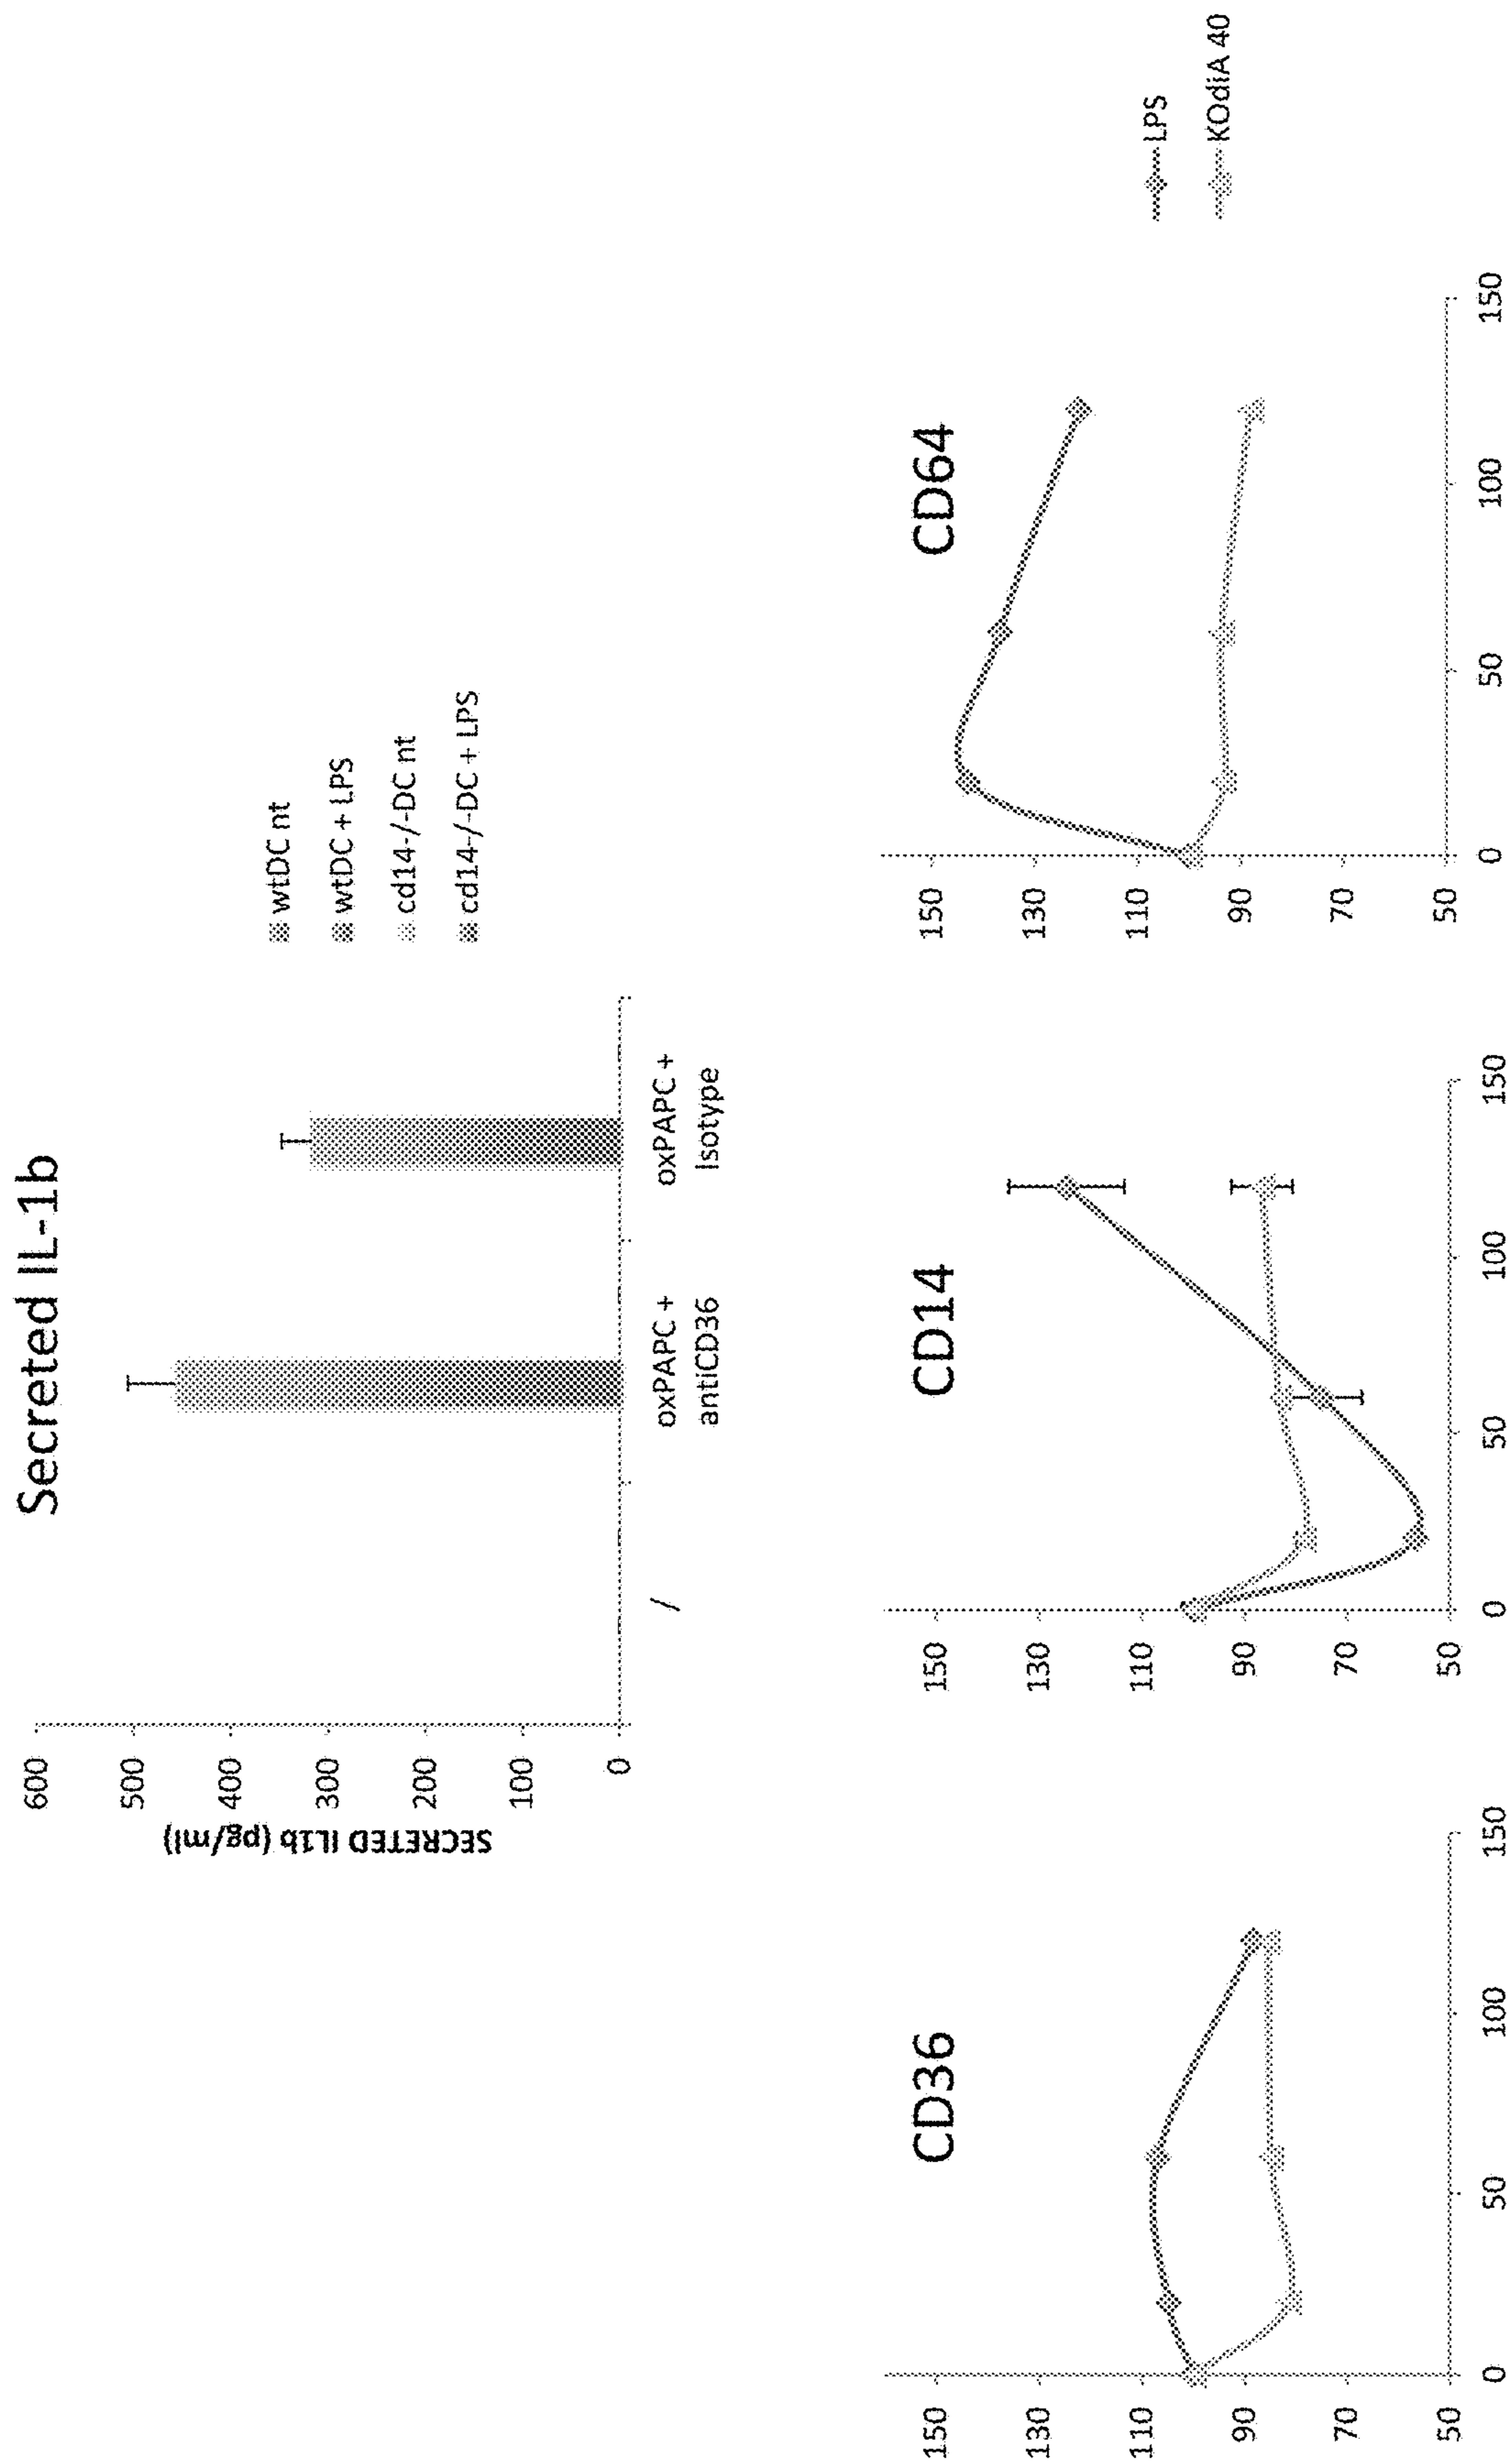 Secreted IL-1b
SECRETED IL1b (pg/ml)
600
500
400
300
200
100
0
/
oxPAPC +
antiCD36
oxPAPC +
Isotype
wtDC nt
wtDC + LPS
cd14-/-DC nt
cd14-/-DC + LPS
CD36
150
130
110
90
70
50
0
50
100
150
CD14
150
130
110
90
70
50
0
50
100
150
CD64
150
130
110
90
70
50
0
50
100
150
LPS
KOdiA 40